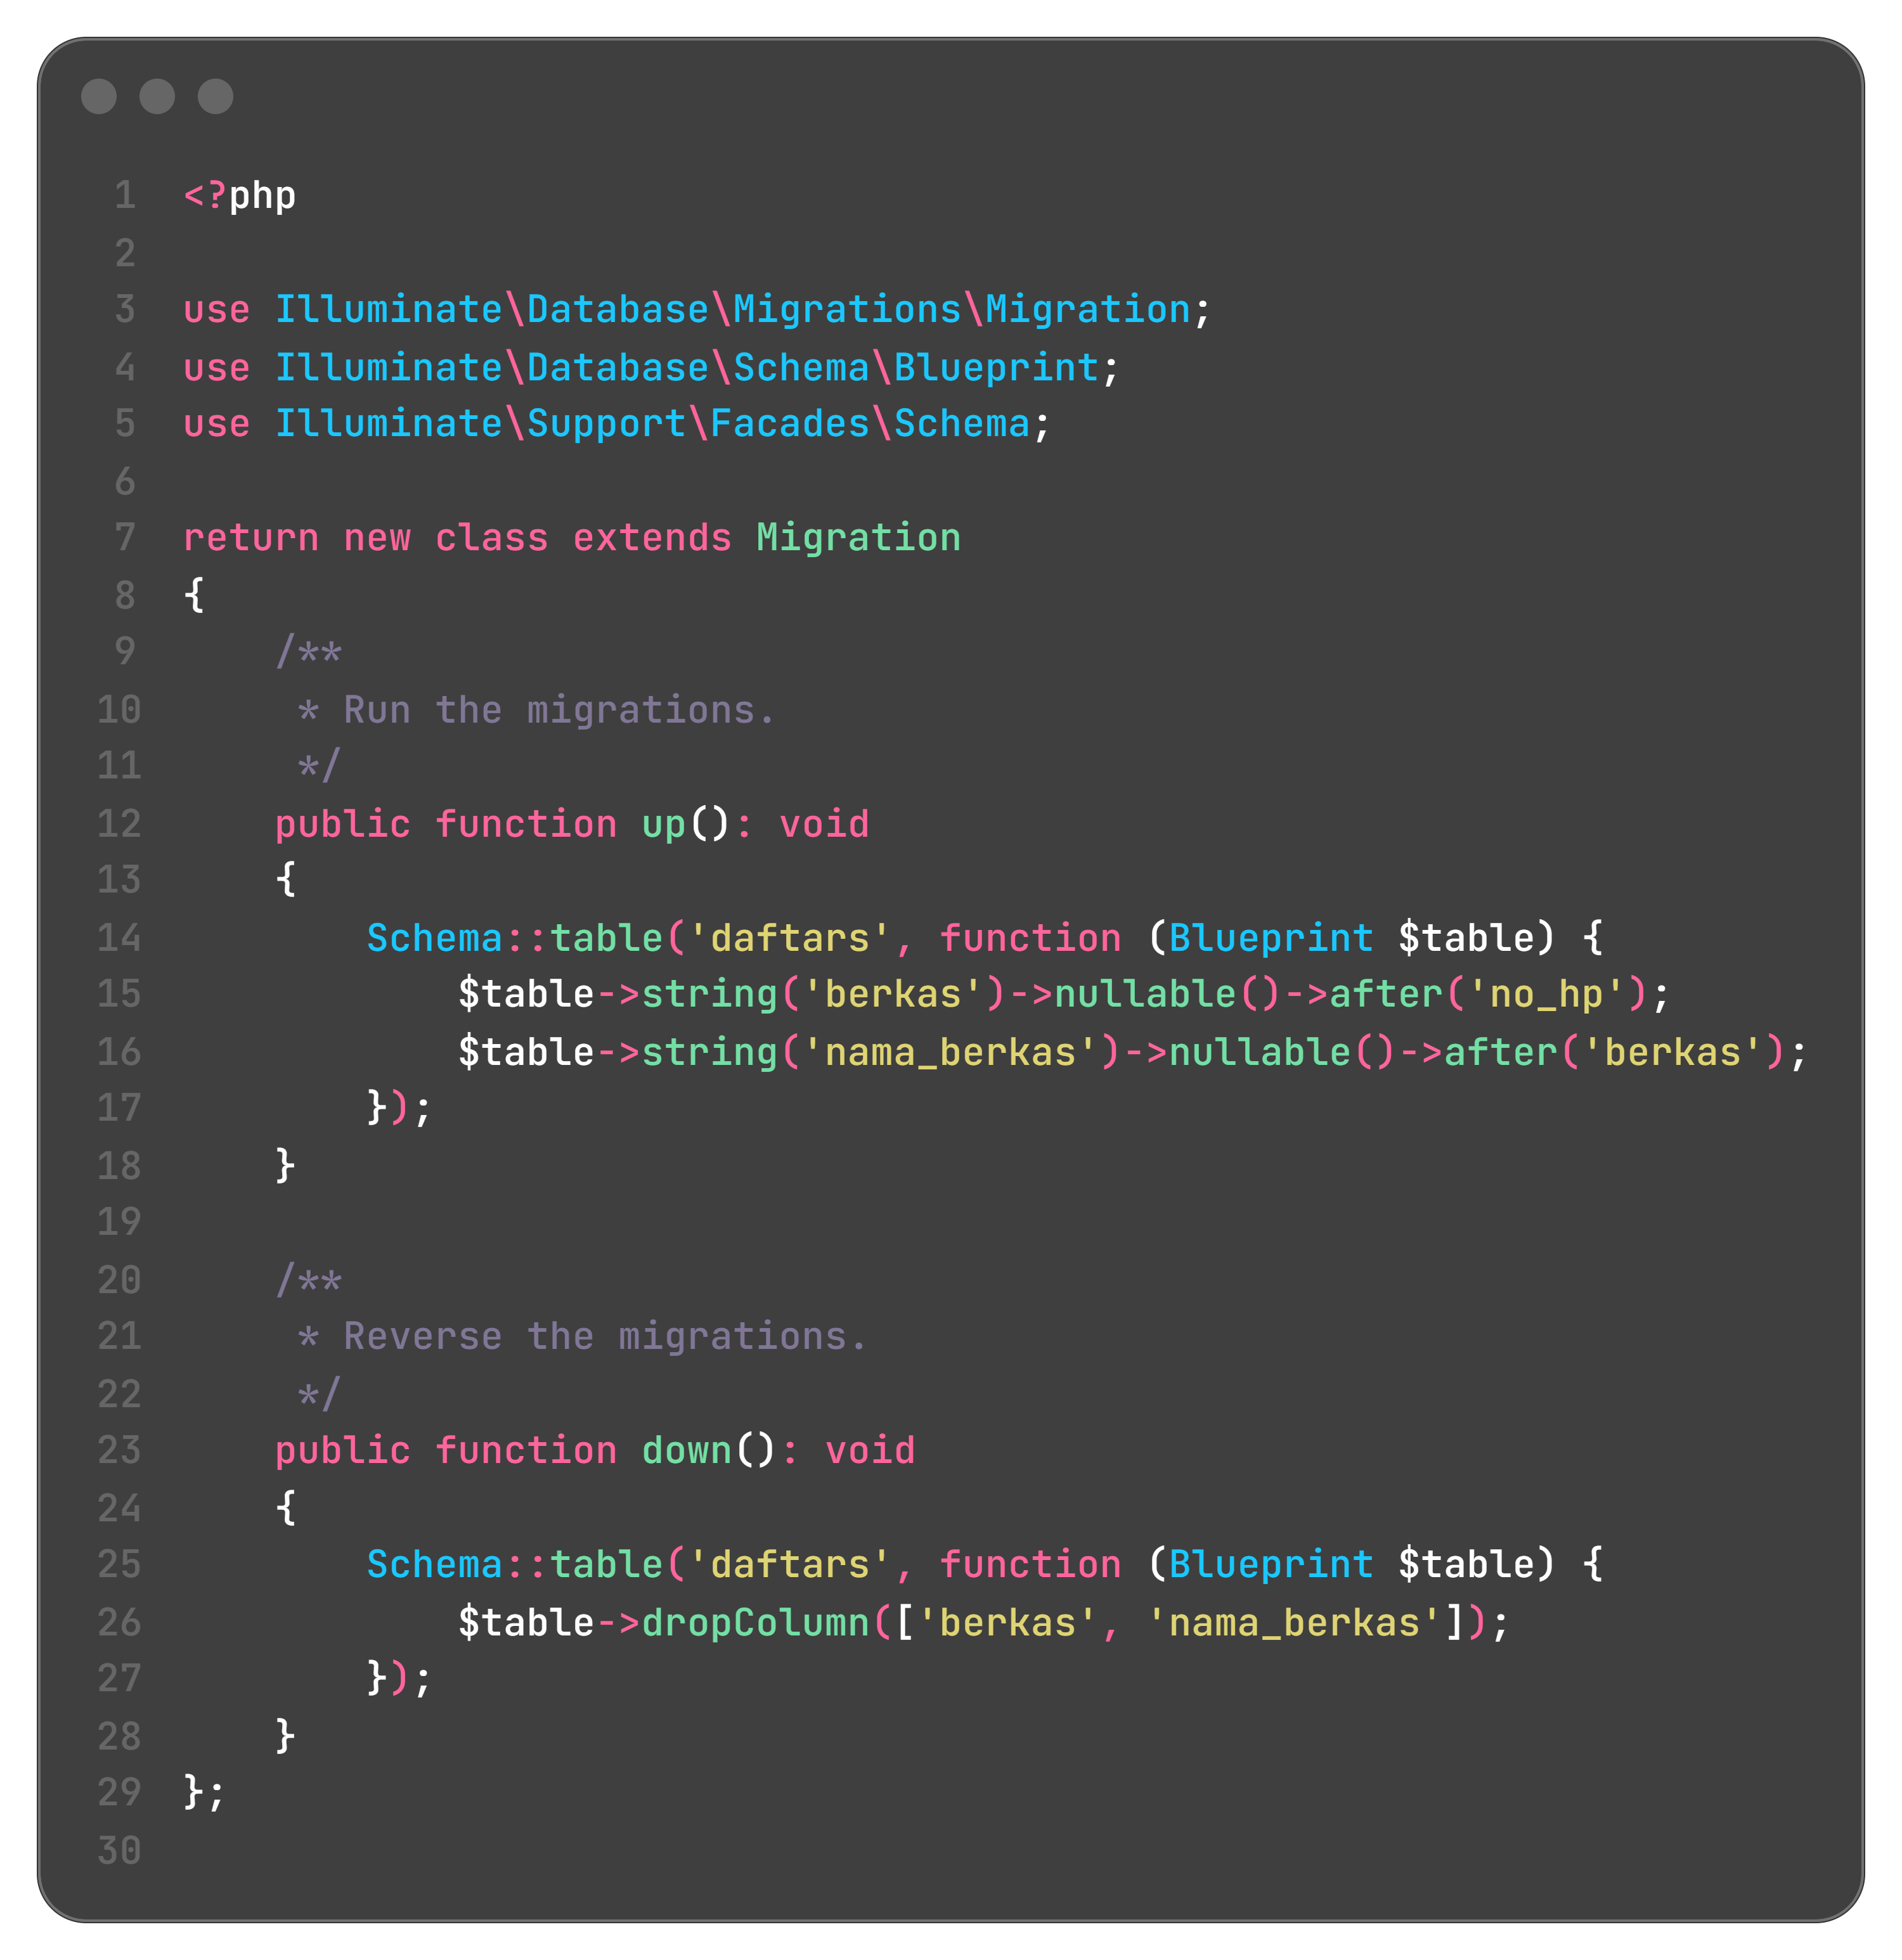 1 <?php
2
3 use Illuminate\Database\Migrations\Migration;
4 use Illuminate\Database\Schema\Blueprint;
5 use Illuminate\Support\Facades\Schema;
6
7 return new class extends Migration
8 {
9     /**
10      * Run the migrations.
11      */
12     public function up(): void
13     {
14         Schema::table('daftars', function (Blueprint $table) {
15             $table->string('berkas')->nullable()->after('no_hp');
16             $table->string('nama_berkas')->nullable()->after('berkas');
17         });
18     }
19
20     /**
21      * Reverse the migrations.
22      */
23     public function down(): void
24     {
25         Schema::table('daftars', function (Blueprint $table) {
26             $table->dropColumn(['berkas', 'nama_berkas']);
27         });
28     }
29 };
30